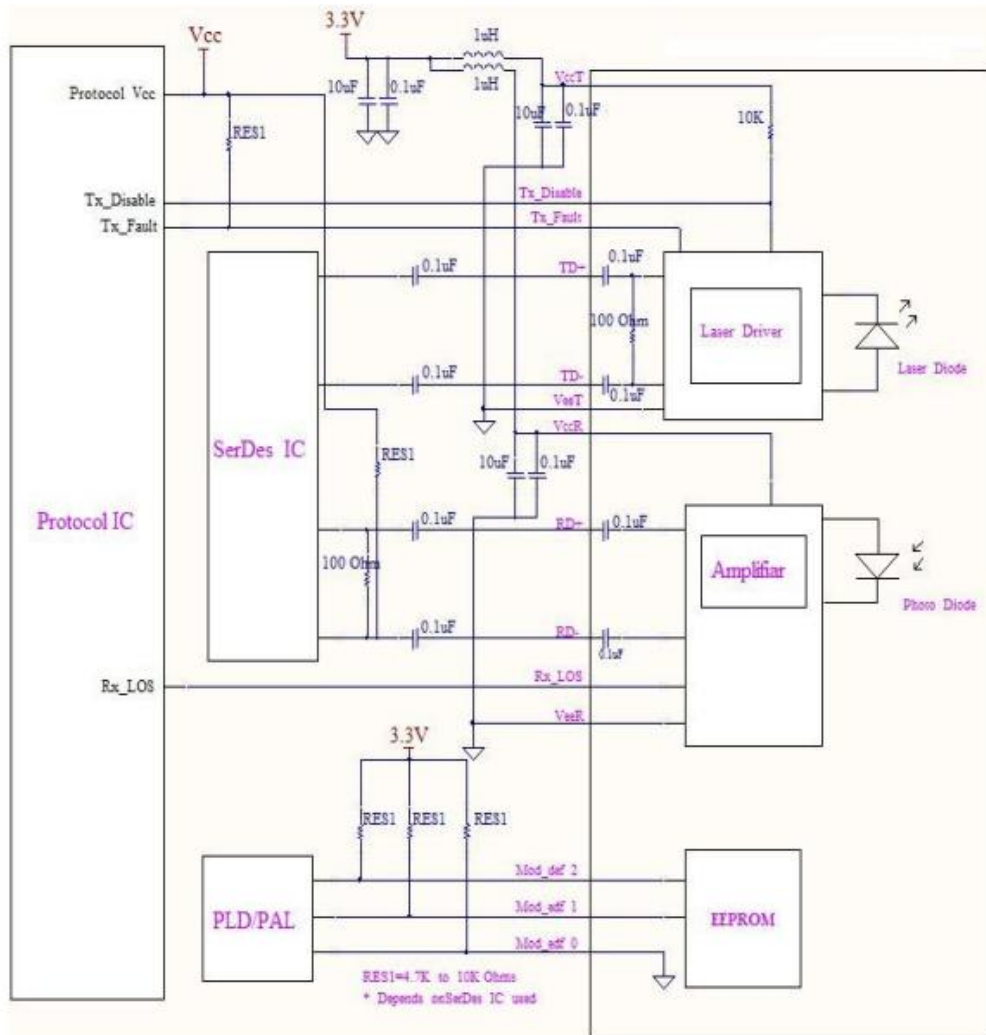 3.3V
1uH
Vcc
1uH
VccT
Protocol Vcc
10uF
0.1uF
10uF
0.1uF
10K
RES1
Tx_Disable
Tx_Disable
Tx_Fault
Tx_Fault
0.1uF
TD+
0.1uF
100 Ohm
Laser Driver
Laser Diode
0.1uF
TD-
0.1uF
VeeT
VccR
SerDes IC
RES1
10uF
0.1uF
Protocol IC
0.1uF
RD+
0.1uF
100 Ohm
Amplifiar
Photo Diode
0.1uF
RD-
0.1uF
Rx_LOS
Rx_LOS
VeeR
3.3V
RES1
RES1
RES1
Mod_def 2
PLD/PAL
Mod_edf 1
EEPROM
Mod_edf 0
RES1=4.7K to 10K Ohms
* Depends onSerDes IC used